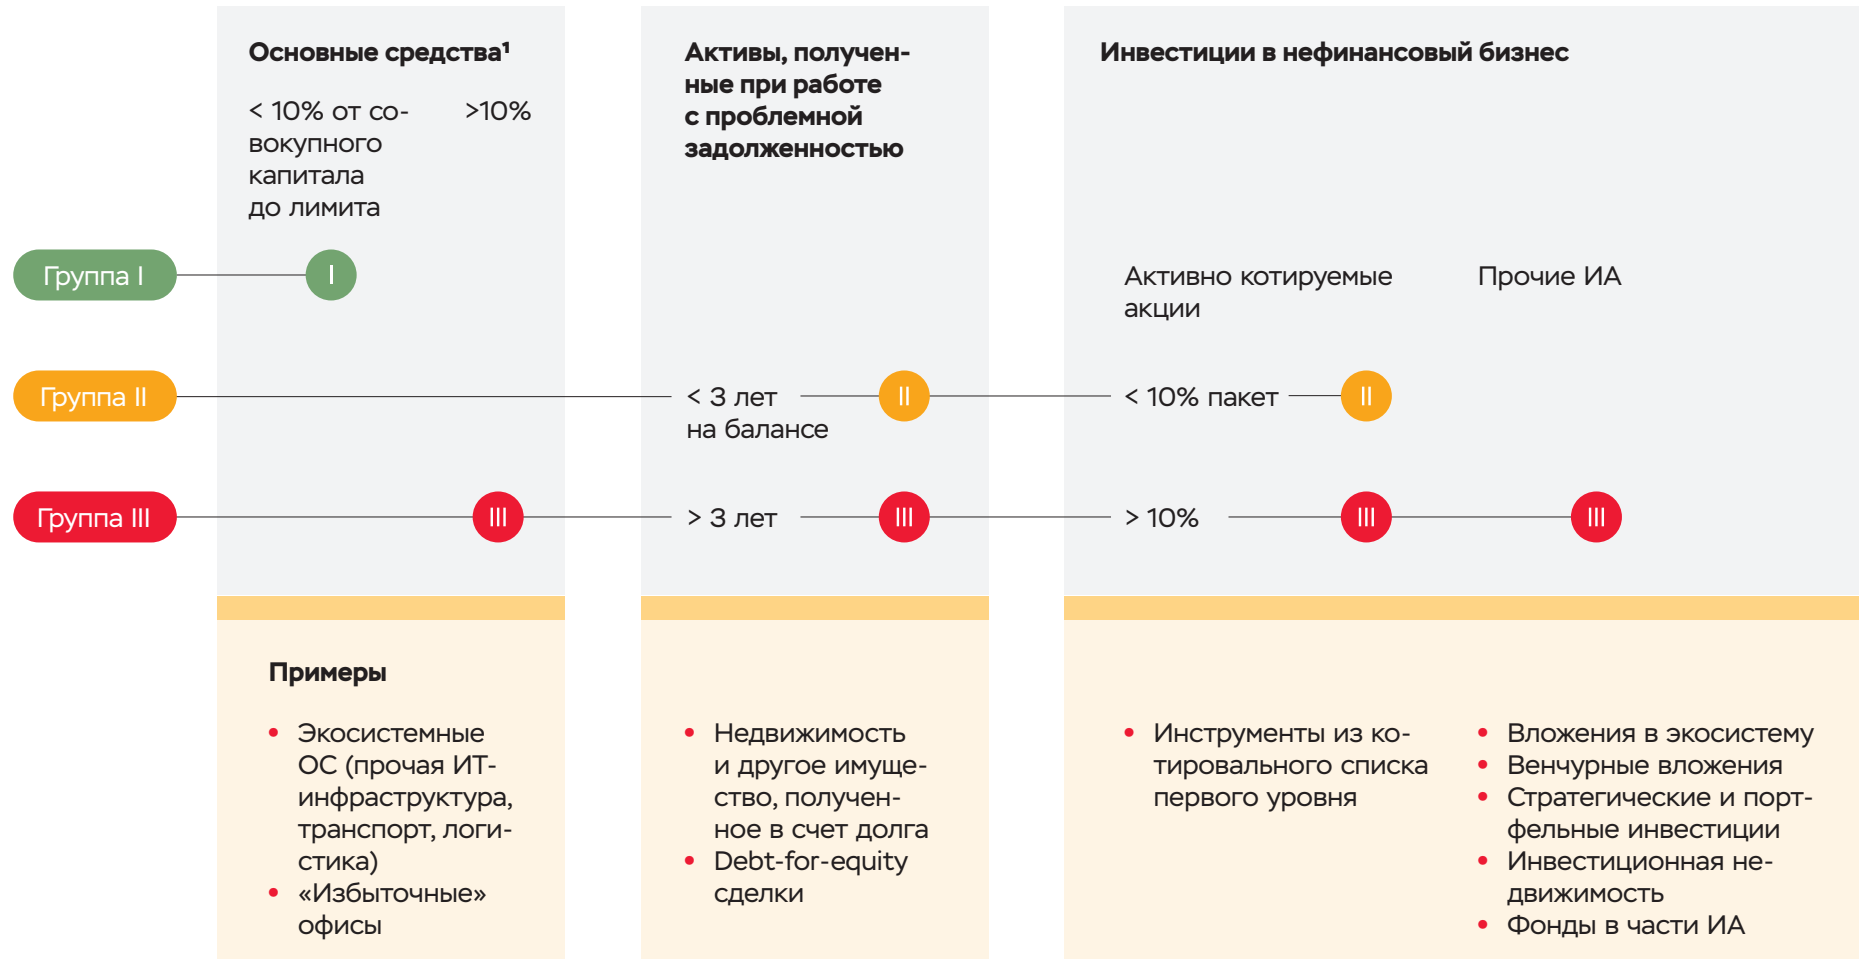 Основные средства¹
< 10% от со-
вокупного
капитала
до лимита
>10%
Активы, получен-
ные при работе
с проблемной
задолженностью
Инвестиции в нефинансовый бизнес
Группа I
I
Активно котируемые
акции
Прочие ИА
Группа II
< 3 лет
на балансе
II
< 10% пакет
II
Группа III
III
> 3 лет
III
> 10%
III
III
Примеры
• Экосистемные
ОС (прочая ИТ-
инфраструктура,
транспорт, логи-
стика)
• «Избыточные»
офисы
• Недвижимость
и другое имуще-
ство, получен-
ное в счет долга
• Debt-for-equity
сделки
• Инструменты из ко-
тировального списка
первого уровня
• Вложения в экосистему
• Венчурные вложения
• Стратегические и порт-
фельные инвестиции
• Инвестиционная не-
движимость
• Фонды в части ИА